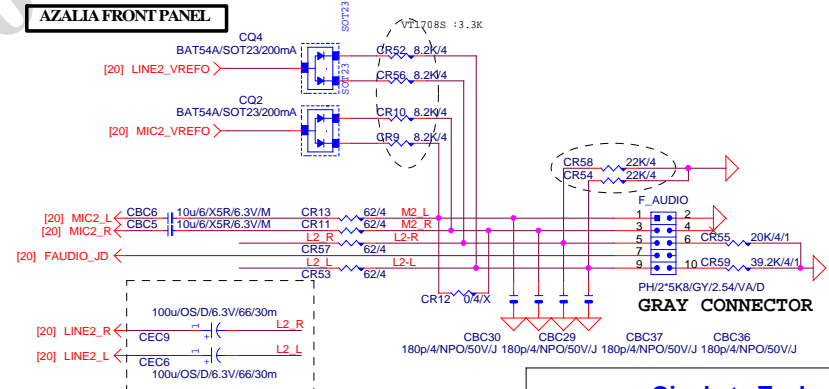 AZALIA FRONT PANEL
SOT23
VT1708S :3.3K
CQ4
BAT54A/SOT23/200mA
CR52 8.2K/4
[20] LINE2_VREFO
CR56 8.2K/4
SOT23
CQ2
BAT54A/SOT23/200mA
CR10 8.2K/4
[20] MIC2_VREFO
CR9 8.2K/4
CR58 22K/4
CR54 22K/4
F_AUDIO
[20] MIC2_L CBC6 10u/6/X5R/6.3V/M CR13 62/4 M2_L 1 2
[20] MIC2_R CBC5 10u/6/X5R/6.3V/M CR11 62/4 M2_R 3 4
L2_R L2-R 5 6 CR55 20K/4/1
[20] FAUDIO_JD CR57 62/4 7
L2_L L2-L 9 10 CR59 39.2K/4/1
CR53 62/4
PH/2*5K8/GY/2.54/VA/D
CR12 0/4/X
GRAY CONNECTOR
100u/OS/D/6.3V/66/30m
[20] LINE2_R 1 + L2_R
CEC9
CBC30 CBC29 CBC37 CBC36
[20] LINE2_L 1 + L2_L
180p/4/NPO/50V/J 180p/4/NPO/50V/J 180p/4/NPO/50V/J 180p/4/NPO/50V/J
CEC6
100u/OS/D/6.3V/66/30m